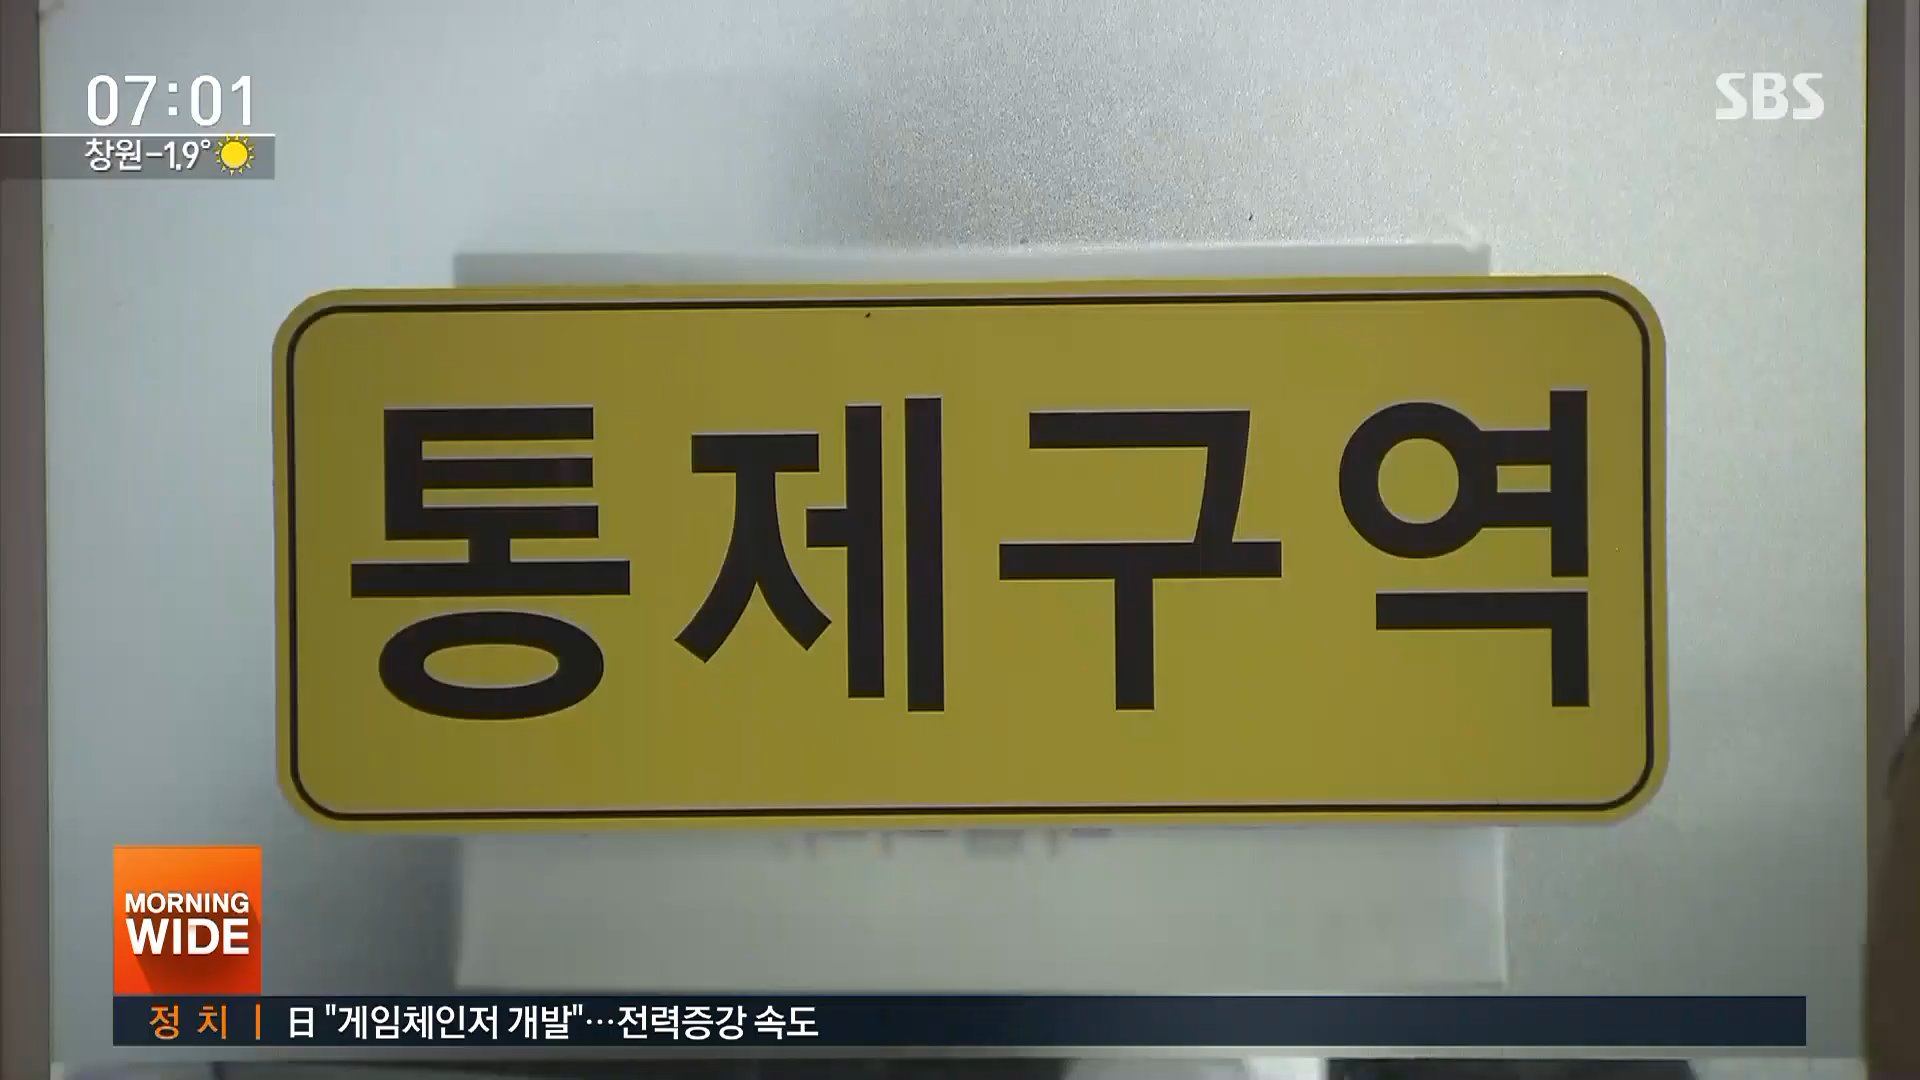 07:01
창원 -1.9°
SBS
통제구역
MORNING
WIDE
정치 | 日 "게임체인저 개발"…전력증강 속도